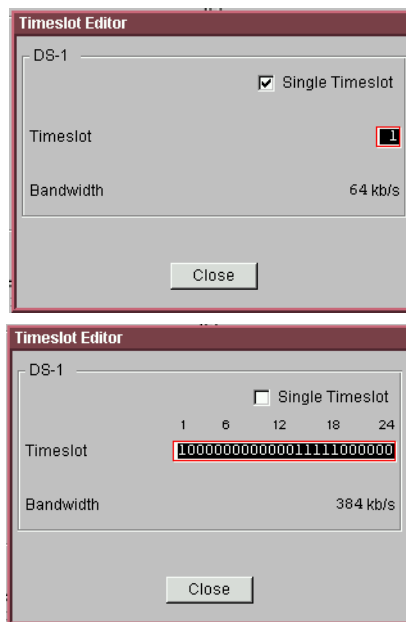 Timeslot Editor
DS-1
Single Timeslot
Timeslot 1
Bandwidth 64 kb/s
Close
Timeslot Editor
DS-1
Single Timeslot
1 6 12 18 24
Timeslot 100000000000011111000000
Bandwidth 384 kb/s
Close